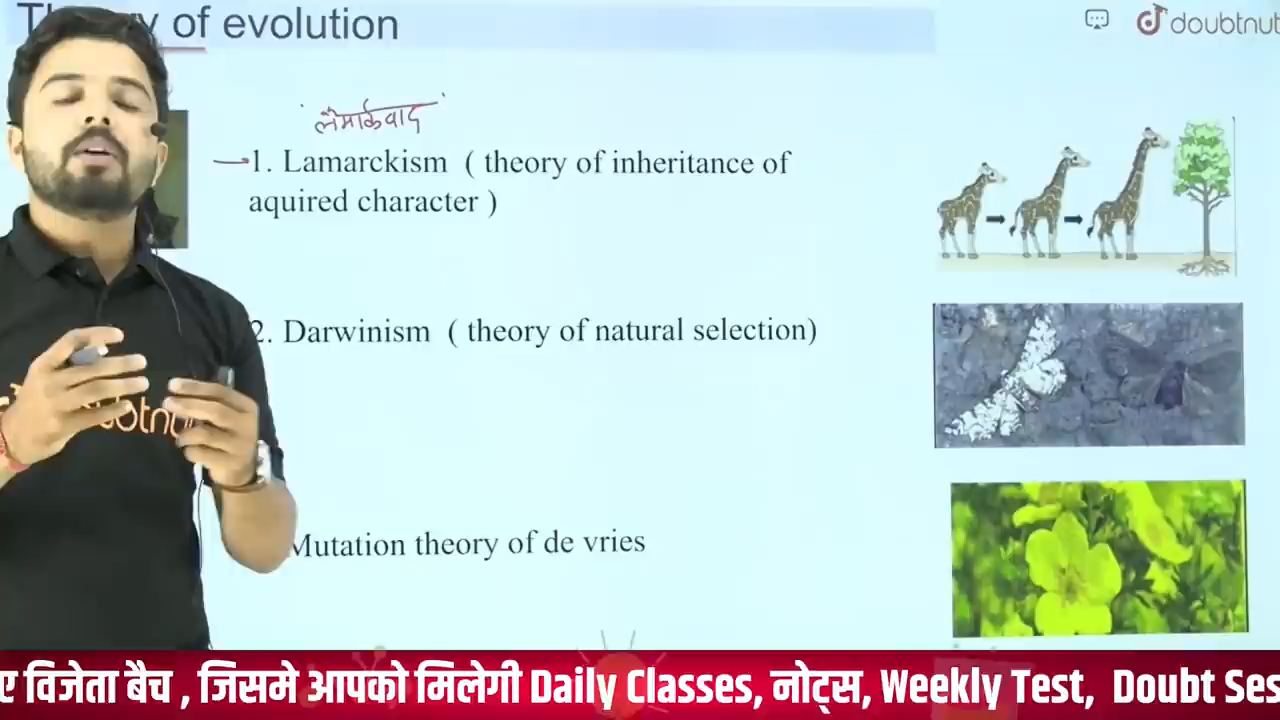 Theory of evolution
doubtnut
लैमार्कवाद
1. Lamarckism ( theory of inheritance of
aquired character )
2. Darwinism ( theory of natural selection)
Mutation theory of de vries
doubtnut
ए विजेता बैच , जिसमे आपको मिलेगी Daily Classes, नोट्स, Weekly Test, Doubt Ses